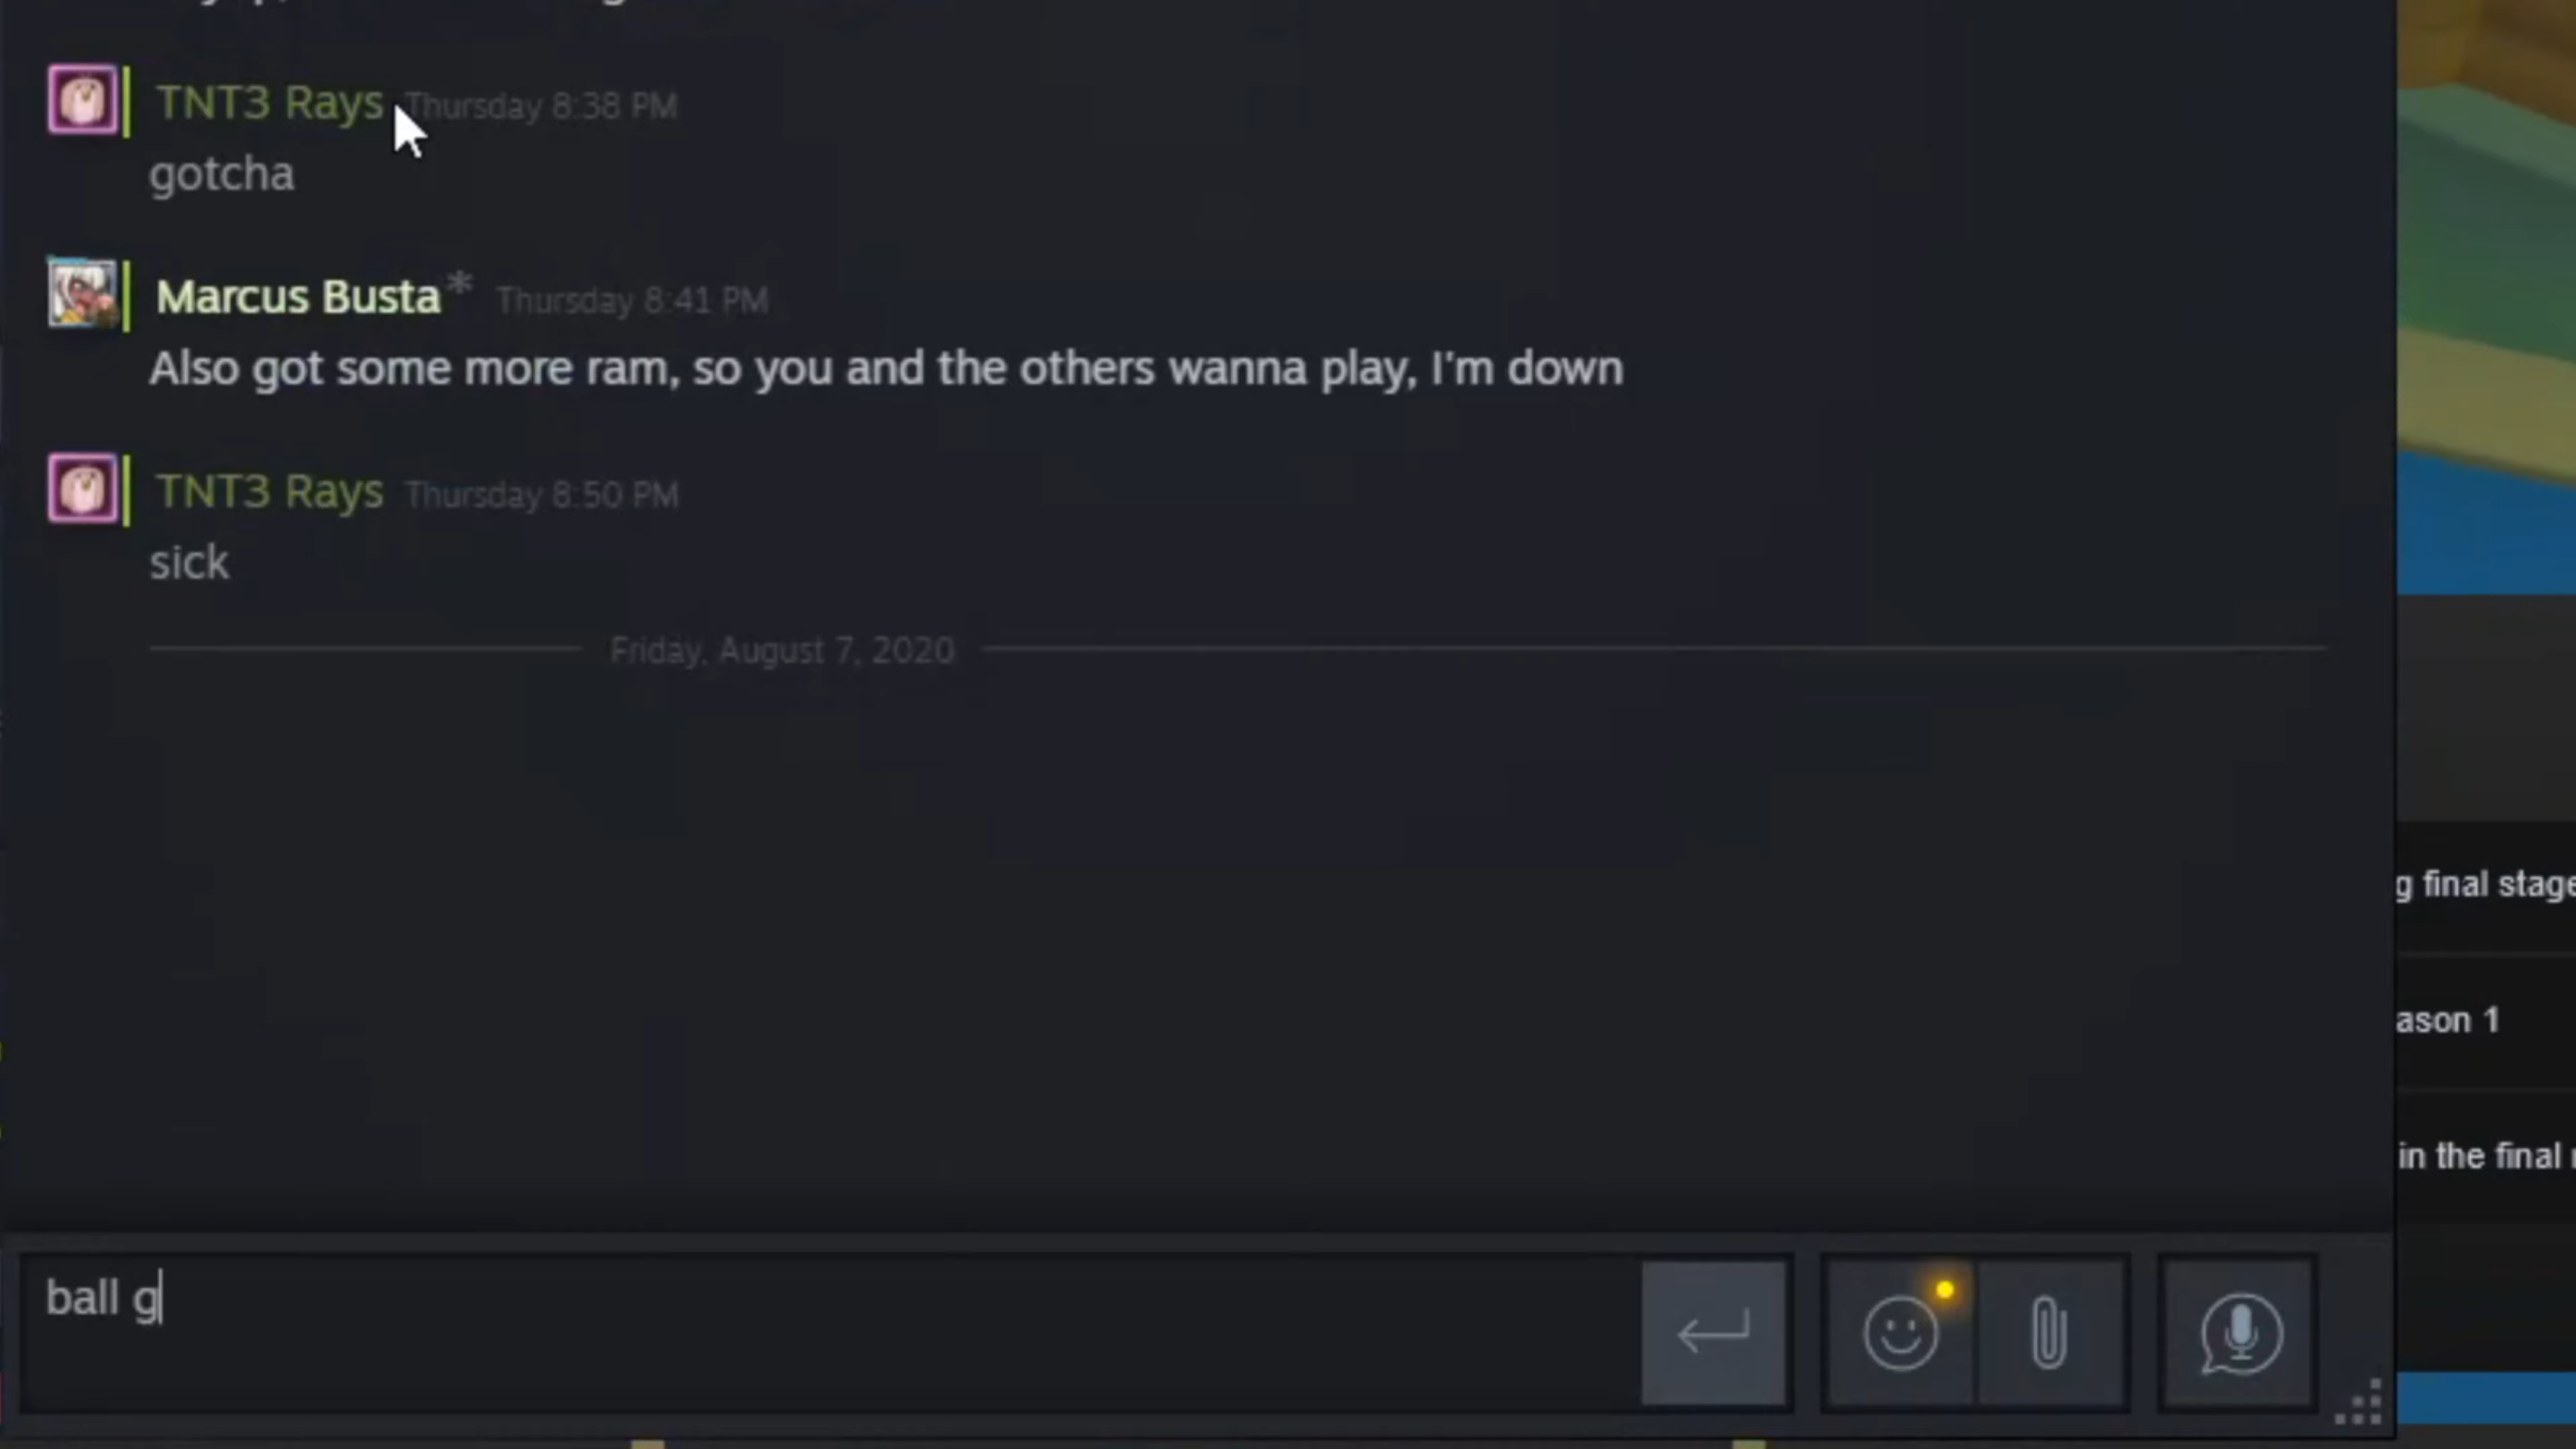 TNT3 Rays Thursday 8:38 PM
gotcha
Marcus Busta* Thursday 8:41 PM
Also got some more ram, so you and the others wanna play, I'm down
TNT3 Rays Thursday 8:50 PM
sick
Friday, August 7, 2020
g final stage
ason 1
in the final
ball g